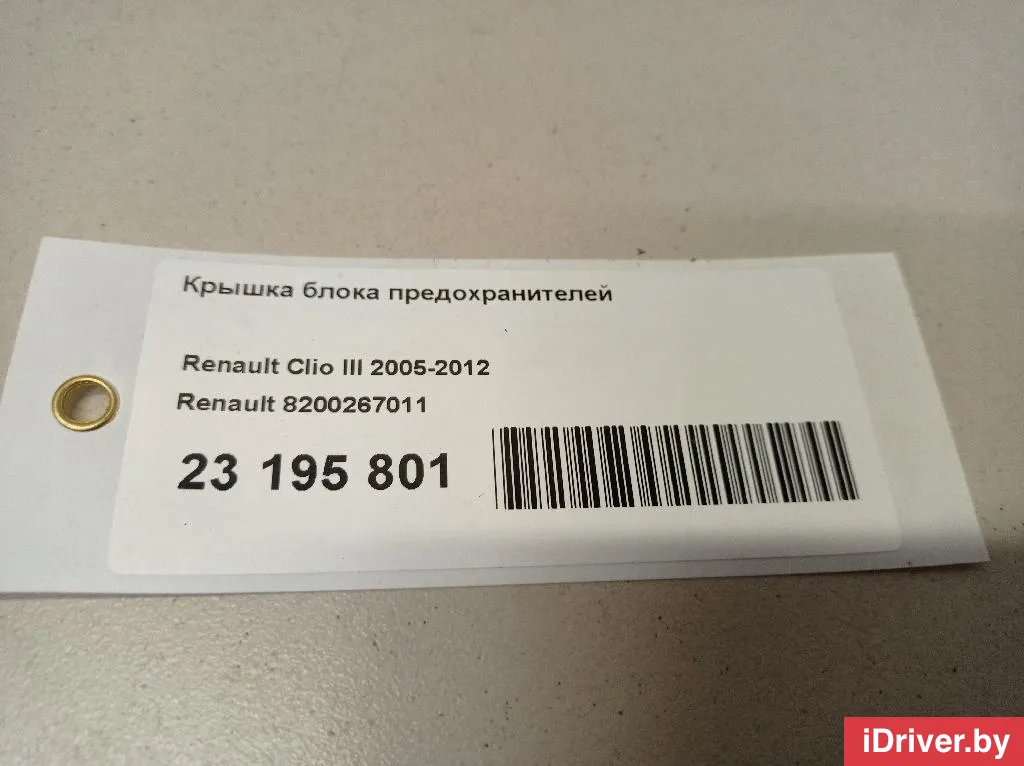 Крышка блока предохранителей
Renault Clio III 2005-2012
Renault 8200267011
23 195 801
iDriver.by